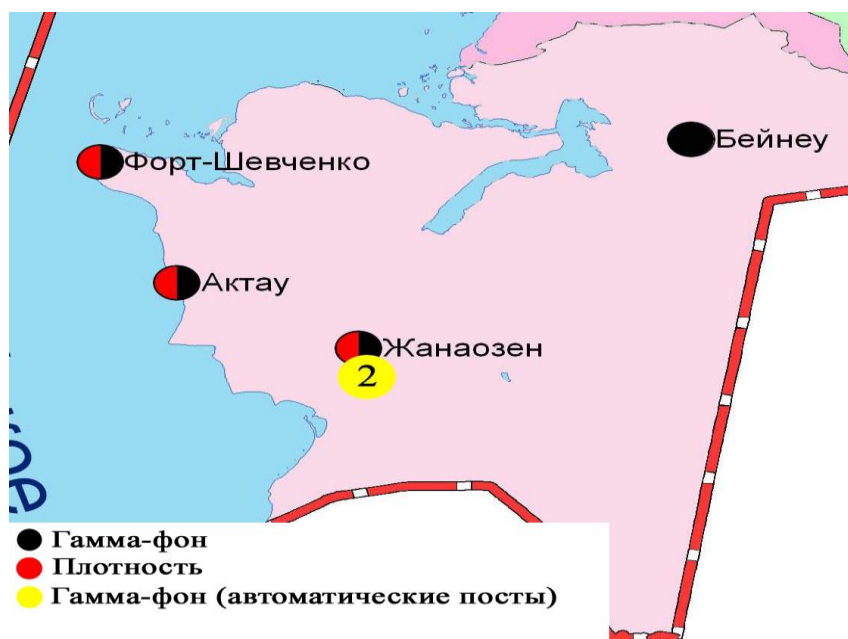 Бейнеу
Форт-Шевченко
Актау
Жанаозен
2
Гамма-фон
Плотность
Гамма-фон (автоматические посты)